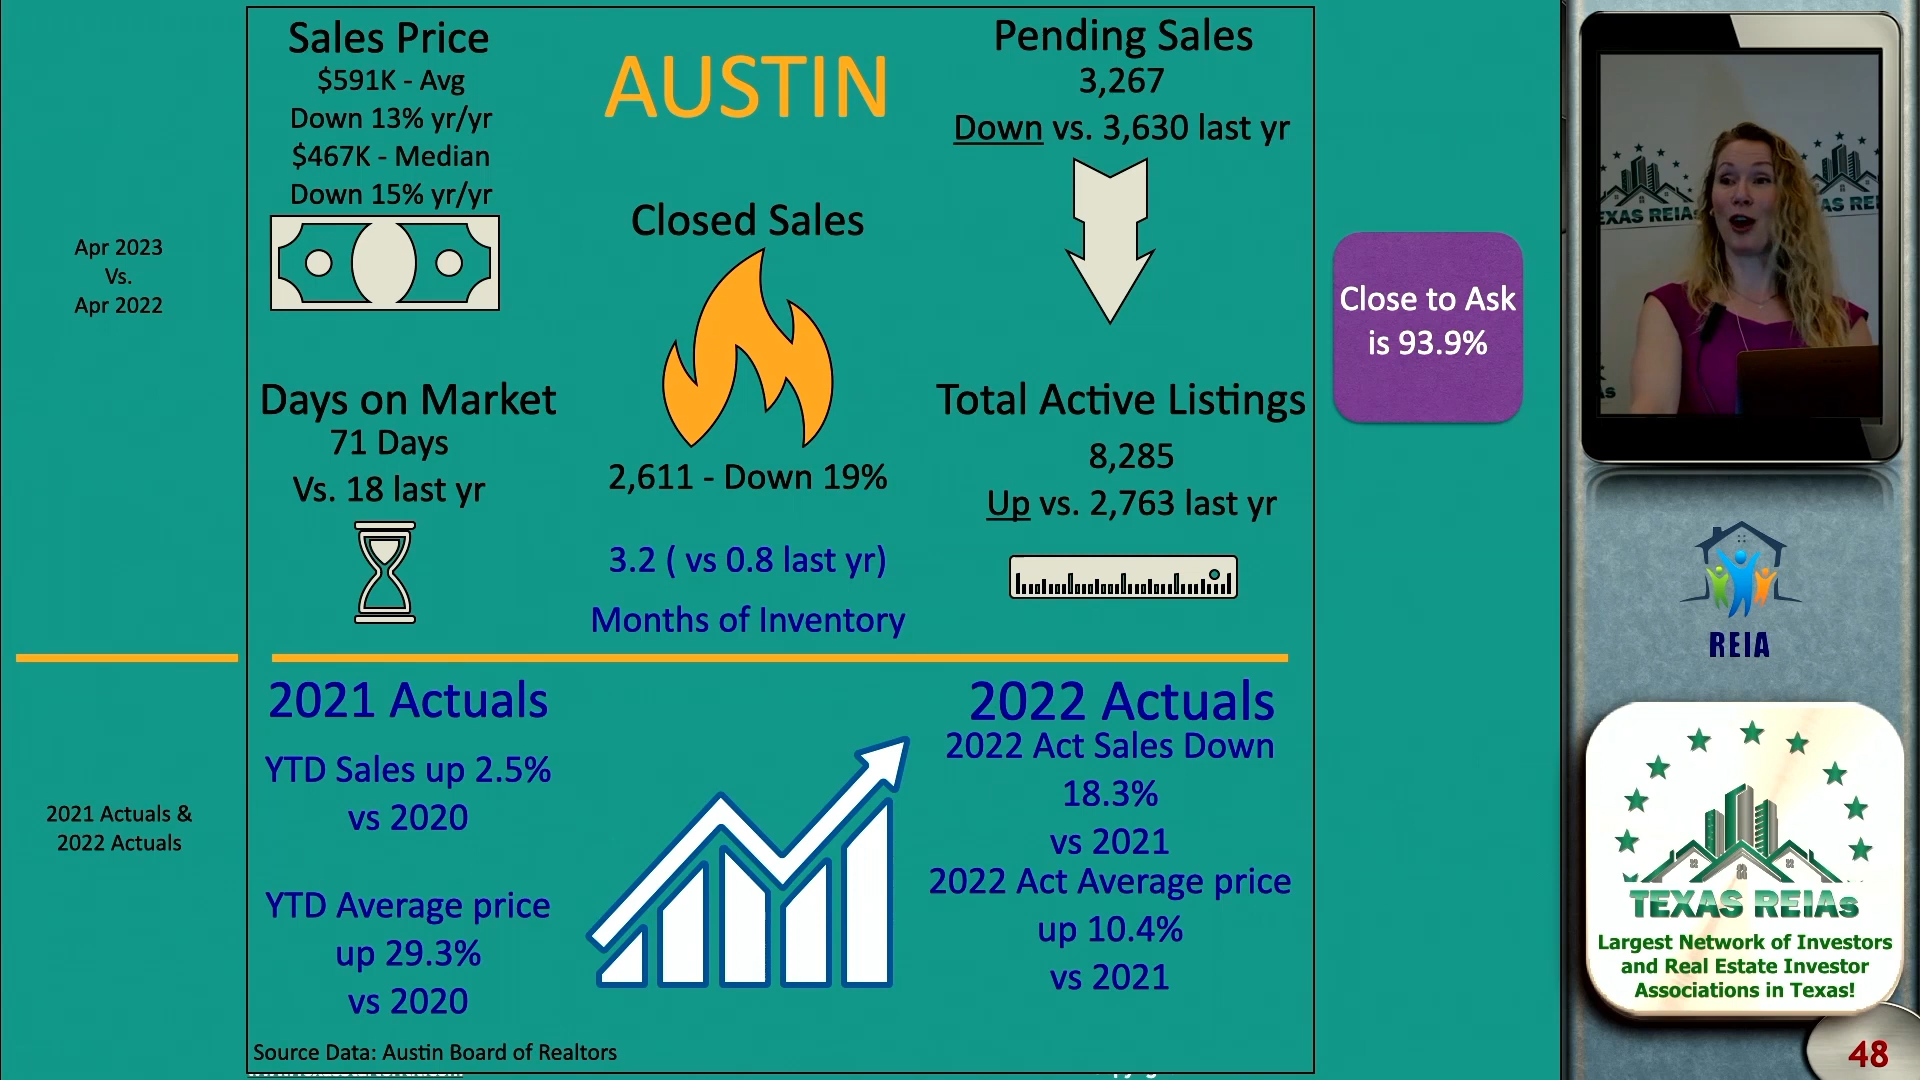 Sales Price
$591K - Avg
Down 13% yr/yr
$467K - Median
Down 15% yr/yr
AUSTIN
Pending Sales
3,267
Down vs. 3,630 last yr
Apr 2023
Vs.
Apr 2022
Closed Sales
2,611 - Down 19%
3.2 ( vs 0.8 last yr)
Months of Inventory
Days on Market
71 Days
Vs. 18 last yr
Total Active Listings
8,285
Up vs. 2,763 last yr
Close to Ask
is 93.9%
2021 Actuals &
2022 Actuals
2021 Actuals
YTD Sales up 2.5%
vs 2020
YTD Average price
up 29.3%
vs 2020
2022 Actuals
2022 Act Sales Down
18.3%
vs 2021
2022 Act Average price
up 10.4%
vs 2021
Source Data: Austin Board of Realtors
EXAS REIA
AS RE
REIA
TEXAS REIAs
Largest Network of Investors
and Real Estate Investor
Associations in Texas!
48